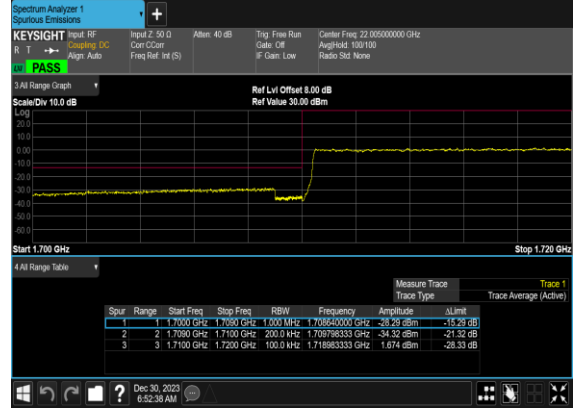 Spectrum Analyzer 1
Spurious Emissions
+
KEYSIGHT Input: RF Input Z: 50 Ω Atten: 40 dB Trig: Free Run Center Freq: 22.005000000 GHz
R T Coupling: DC Corr CCorr Gate: Off Avg|Hold: 100/100
Align: Auto Freq Ref: Int (S) IF Gain: Low Radio Std: None
PASS
3 All Range Graph
Ref Lvl Offset 8.00 dB
Scale/Div 10.0 dB Ref Value 30.00 dBm
Log
20.0
10.0
0.00
-10.0
-20.0
-30.0
-40.0
-50.0
-60.0
Start 1.700 GHz Stop 1.720 GHz
4 All Range Table
Measure Trace Trace 1
Trace Type Trace Average (Active)
Spur Range Start Freq Stop Freq RBW Frequency Amplitude ΔLimit
1 1 1.7000 GHz 1.7090 GHz 1.000 MHz 1.708640000 GHz -28.29 dBm -15.29 dB
2 2 1.7090 GHz 1.7100 GHz 200.0 kHz 1.709798333 GHz -34.32 dBm -21.32 dB
3 3 1.7100 GHz 1.7200 GHz 100.0 kHz 1.718983333 GHz 1.674 dBm -28.33 dB
? Dec 30, 2023
6:52:38 AM